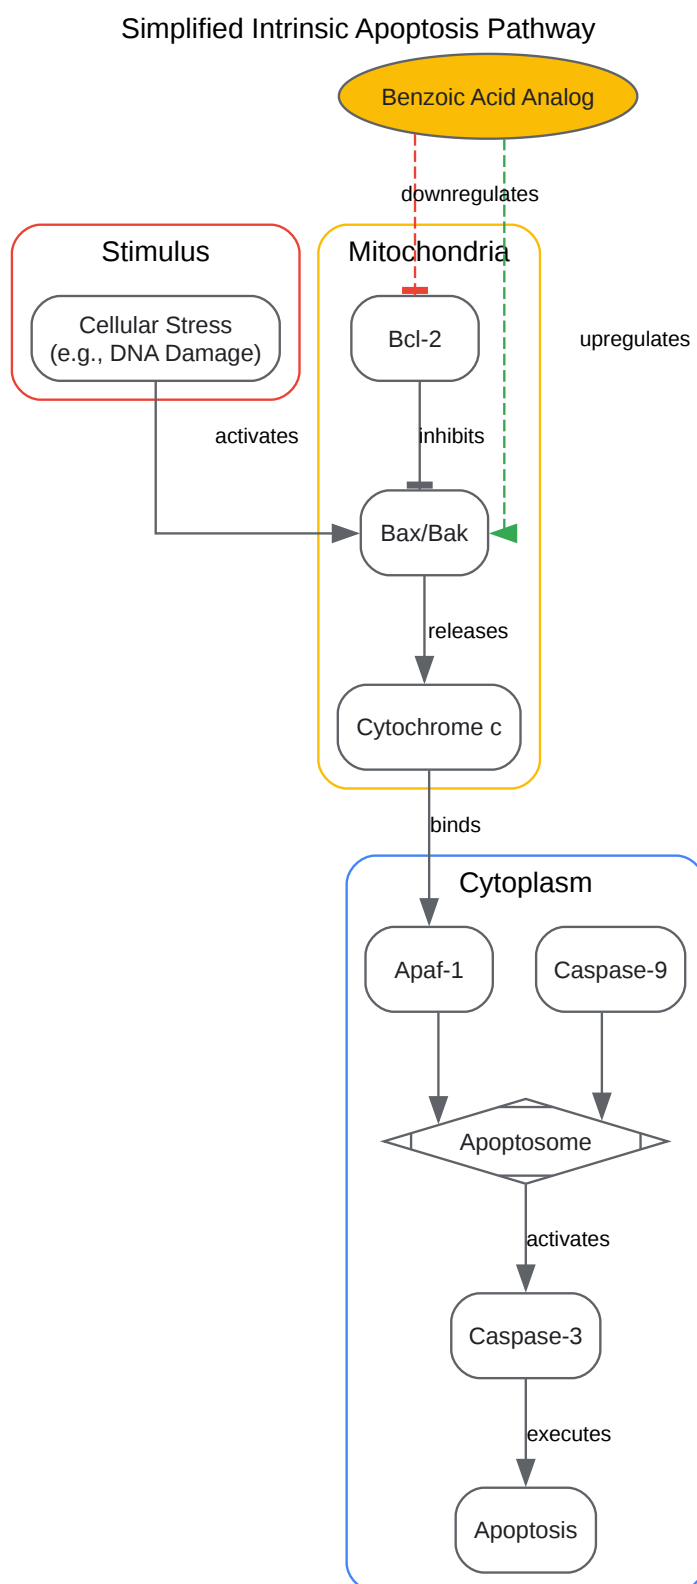 Simplified Intrinsic Apoptosis Pathway
Benzoic Acid Analog
downregulates
Stimulus
Mitochondria
Cellular Stress
(e.g., DNA Damage)
Bcl-2
upregulates
activates
inhibits
Bax/Bak
releases
Cytochrome c
binds
Cytoplasm
Apaf-1
Caspase-9
Apoptosome
activates
Caspase-3
executes
Apoptosis